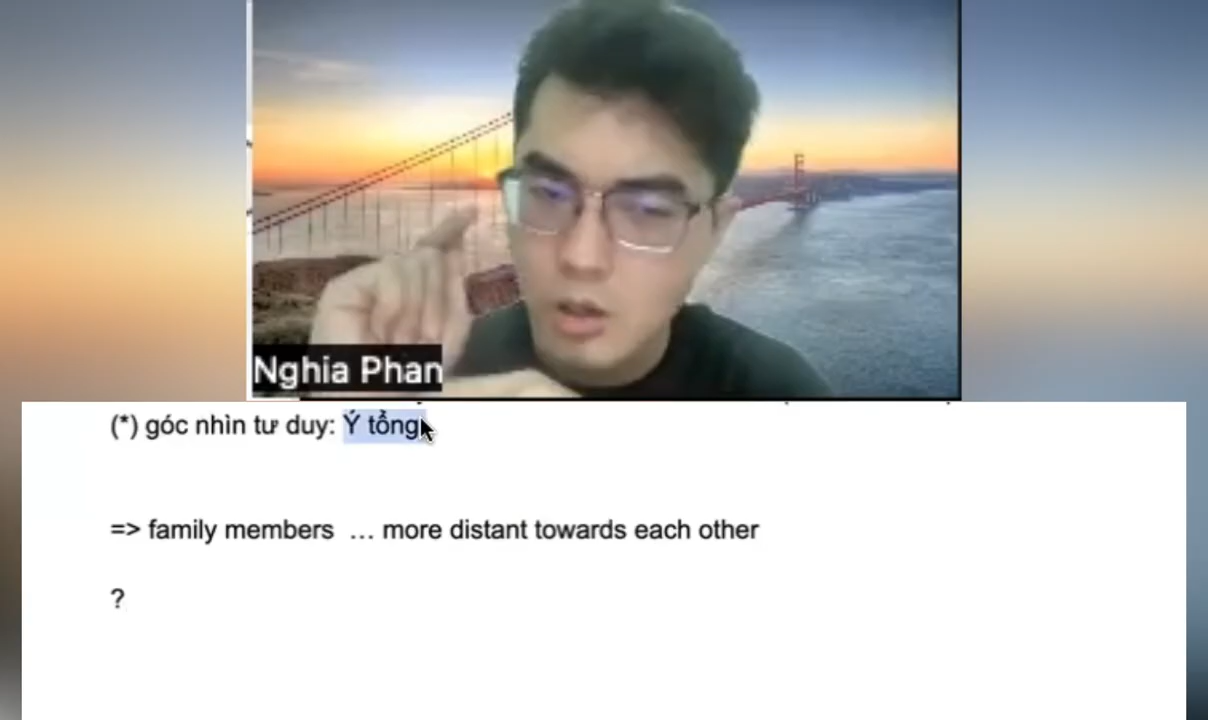 Nghia Phan
(*) góc nhìn tư duy: Ý tổng
=> family members ... more distant towards each other
?